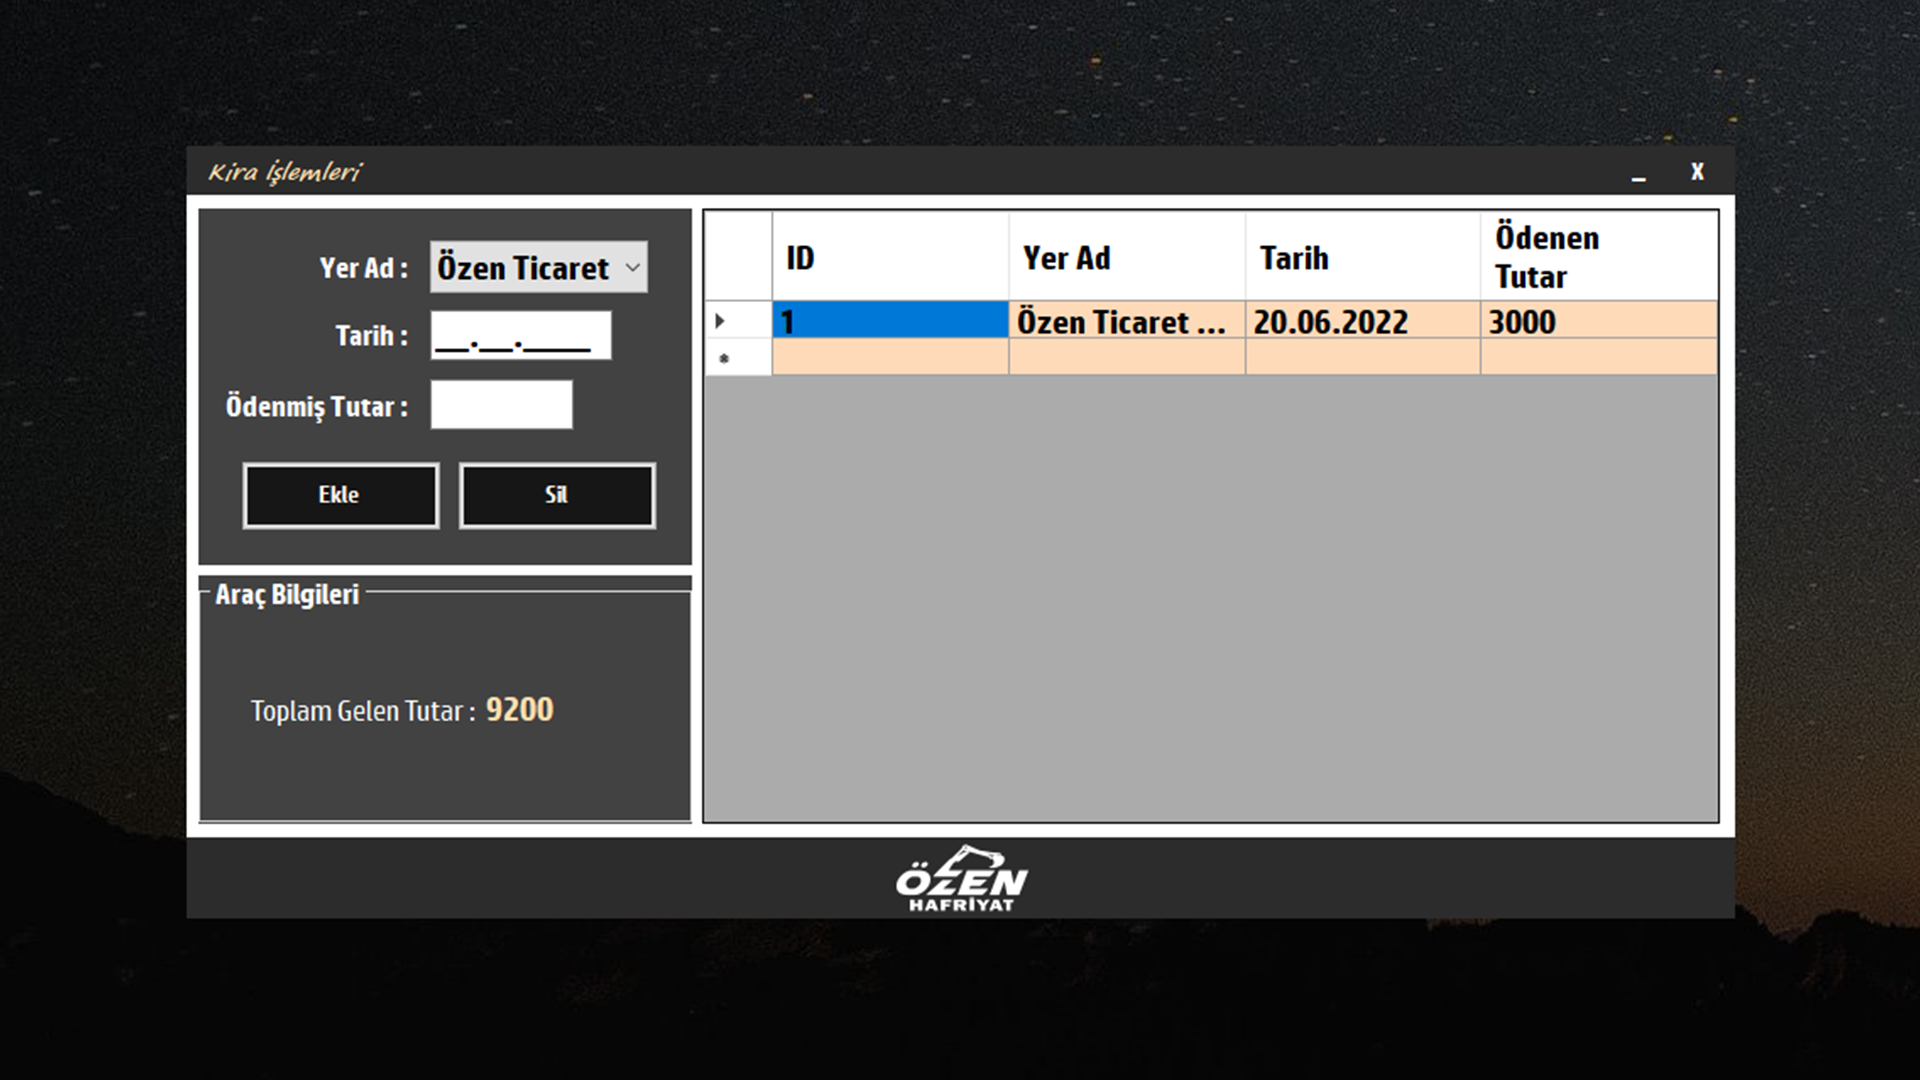 Kira İşlemleri
_ X
Yer Ad : Özen Ticaret
Tarih : __.__.____
Ödenmiş Tutar :
Ekle Sil
Araç Bilgileri
Toplam Gelen Tutar : 9200
ID Yer Ad Tarih Ödenen
Tutar
1 Özen Ticaret ... 20.06.2022 3000
ÖZEN
HAFRİYAT